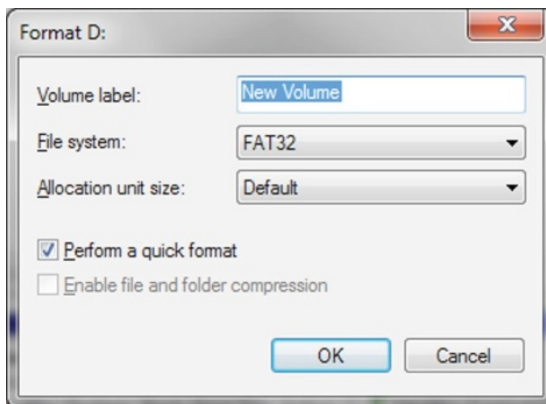 Format D:
Volume label: New Volume
File system: FAT32
Allocation unit size: Default
Perform a quick format
Enable file and folder compression
OK Cancel